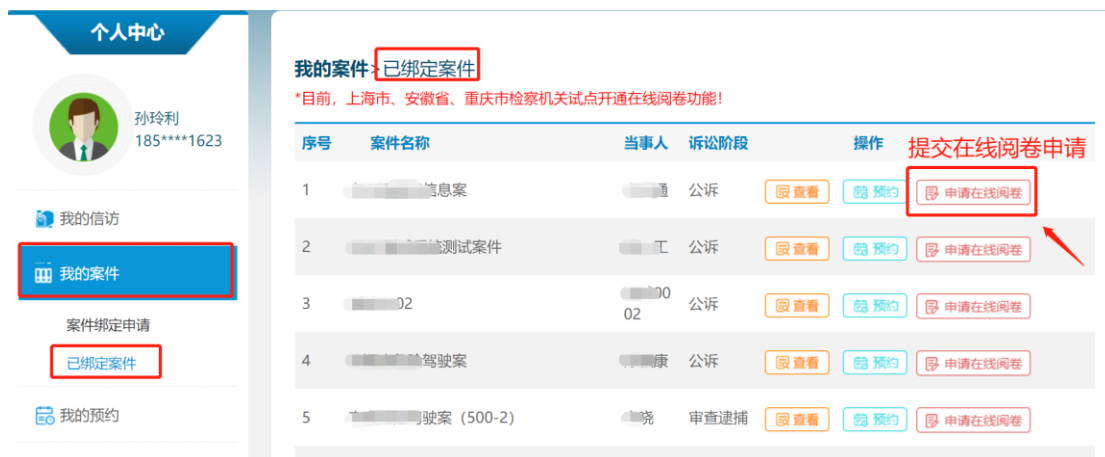 个人中心
孙玲利
185****1623
我的信访
我的案件
案件绑定申请
已绑定案件
我的预约
我的案件>已绑定案件
*目前，上海市、安徽省、重庆市检察机关试点开通在线阅卷功能！
序号 案件名称 当事人 诉讼阶段 操作
提交在线阅卷申请
1 信息案 通 公诉 查看 预约 申请在线阅卷
2 测试案件 工 公诉 查看 预约 申请在线阅卷
3 02 00 公诉 查看 预约 申请在线阅卷
02
4 驾驶案 康 公诉 查看 预约 申请在线阅卷
5 驶案（500-2） 晓 审查逮捕 查看 预约 申请在线阅卷